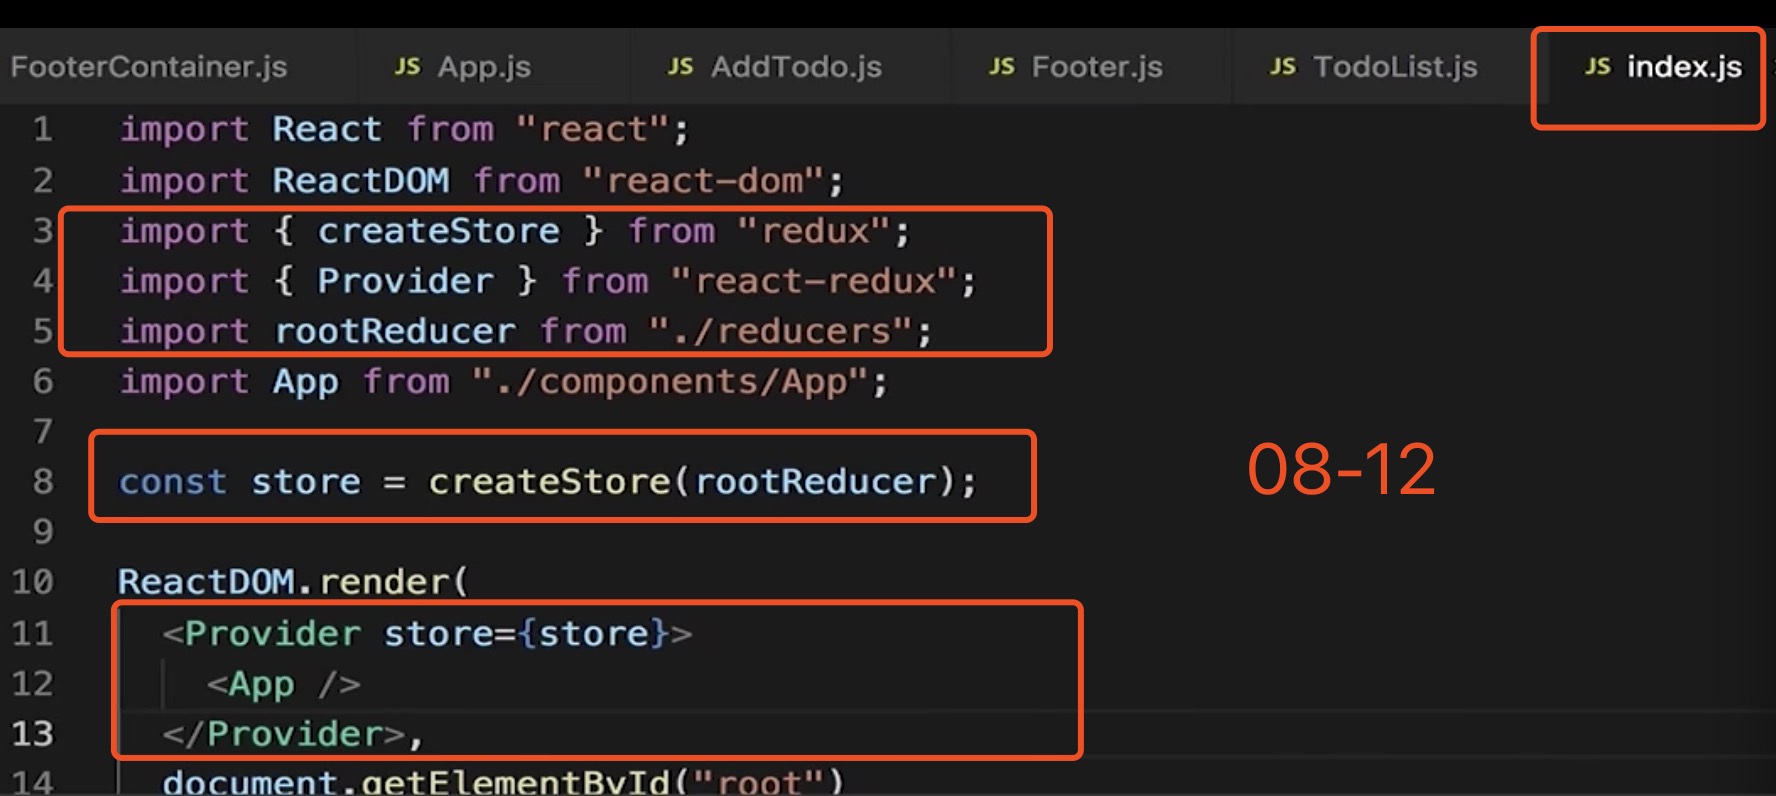 FooterContainer.js JS App.js JS AddTodo.js JS Footer.js JS TodoList.js JS index.js
1 import React from "react";
2 import ReactDOM from "react-dom";
3 import { createStore } from "redux";
4 import { Provider } from "react-redux";
5 import rootReducer from "./reducers";
6 import App from "./components/App";
7
8 const store = createStore(rootReducer);
08-12
9
10 ReactDOM.render(
11 <Provider store={store}>
12 <App />
13 </Provider>,
14 document.getElementById("root")